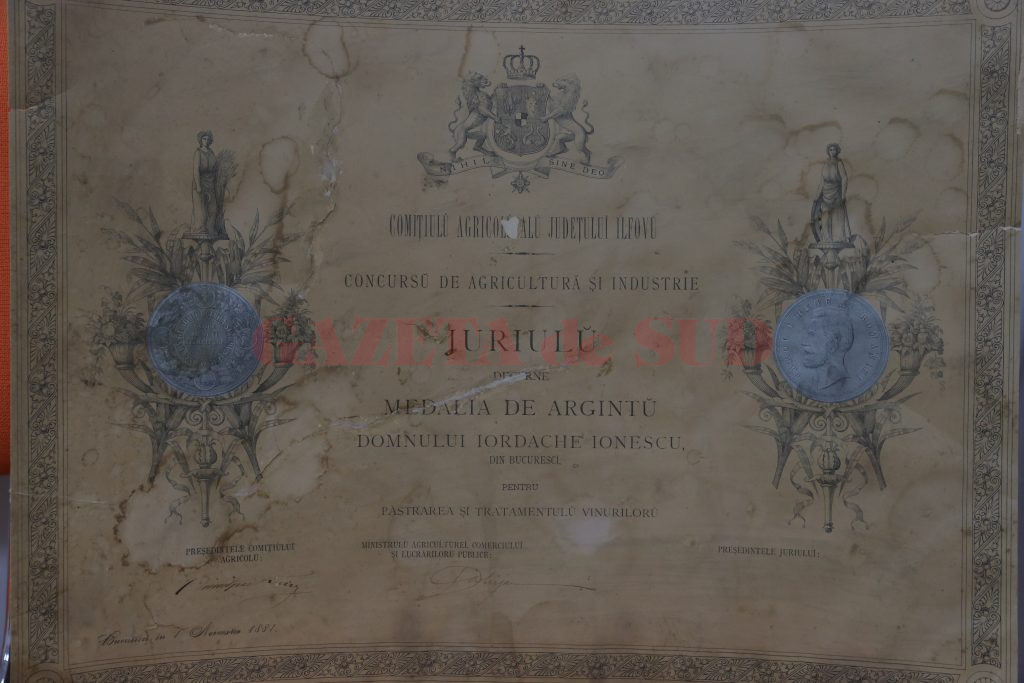 NIHIL SINE DEO
COMIȚIULŬ AGRICOL ALŬ JUDEȚULUI ILFOVŬ
CONCURSŬ DE AGRICULTURĂ ȘI INDUSTRIE
GAZETA de SUD
JURIULŬ
DECERNE
MEDALIA DE ARGINTŬ
DOMNULUI IORDACHE IONESCU,
DIN BUCURESCI,
PENTRU
PĂSTRAREA ȘI TRATAMENTULŬ VINURILORŬ
PREȘEDINTELE COMIȚIULUI
AGRICOLŬ:
MINISTRULŬ AGRICULTUREI, COMERCIULUI
ȘI LUCRĂRILORŬ PUBLICE:
PREȘEDINTELE JURIULUI:
1881.